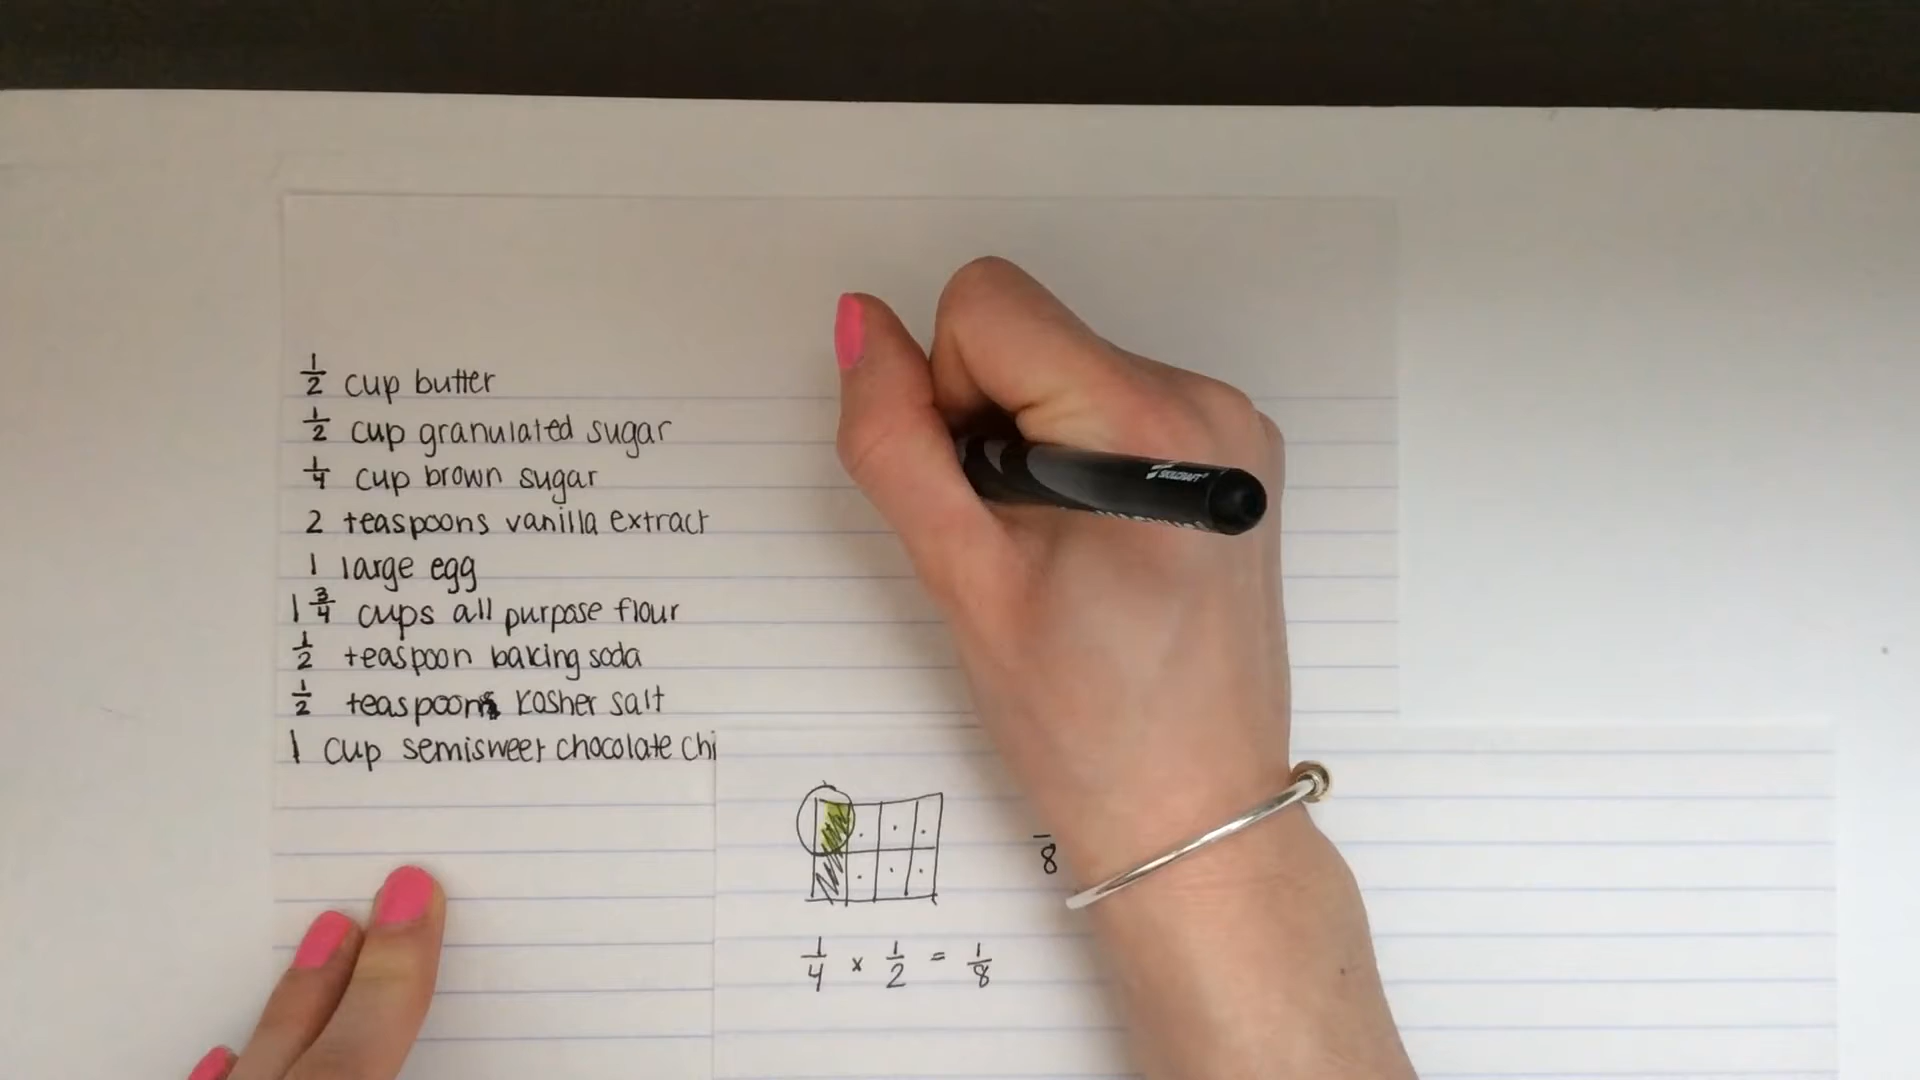 1/2 cup butter
1/2 cup granulated sugar
1/4 cup brown sugar
2 teaspoons vanilla extract
1 large egg
1 3/4 cups all purpose flour
1/2 teaspoon baking soda
1/2 teaspoon kosher salt
1 cup semisweet chocolate chi
8
1/4 x 1/2 = 1/8
SKILCRAFT